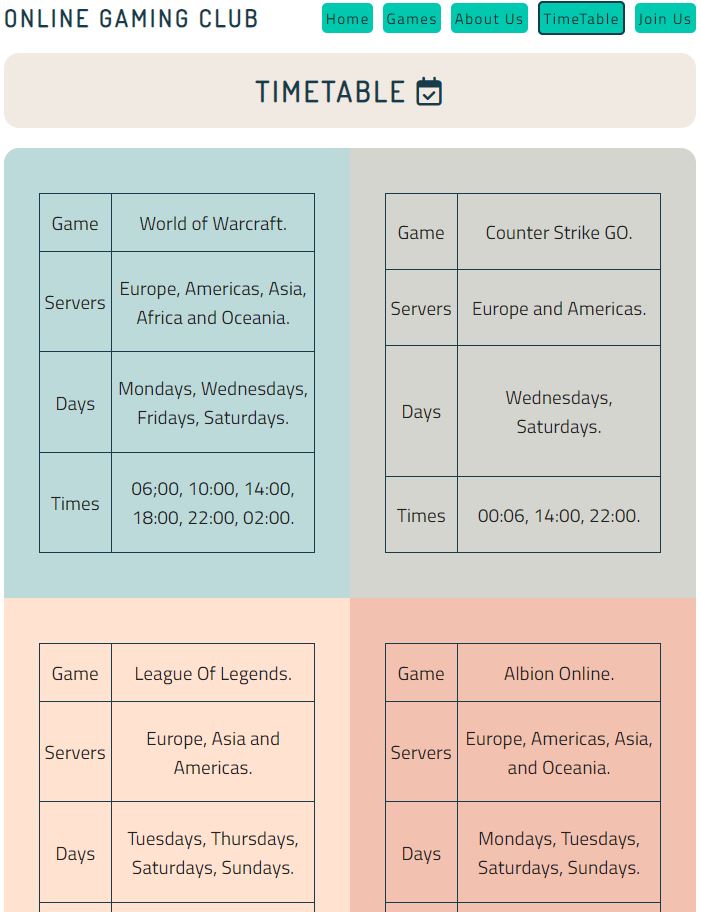 ONLINE GAMING CLUB
Home
Games
About Us
TimeTable
Join Us
TIMETABLE
Game
World of Warcraft.
Servers
Europe, Americas, Asia,
Africa and Oceania.
Days
Mondays, Wednesdays,
Fridays, Saturdays.
Times
06;00, 10:00, 14:00,
18:00, 22:00, 02:00.
Game
Counter Strike GO.
Servers
Europe and Americas.
Days
Wednesdays,
Saturdays.
Times
00:06, 14:00, 22:00.
Game
League Of Legends.
Servers
Europe, Asia and
Americas.
Days
Tuesdays, Thursdays,
Saturdays, Sundays.
Game
Albion Online.
Servers
Europe, Americas, Asia,
and Oceania.
Days
Mondays, Tuesdays,
Saturdays, Sundays.